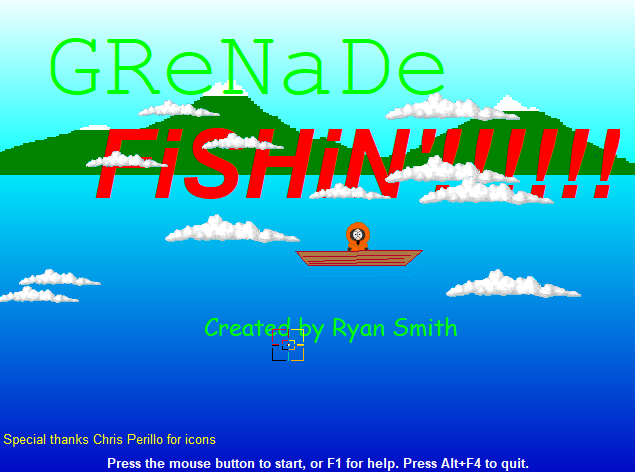 GReNaDe
FiSHiN'!!!!!!!
Created by Ryan Smith
Special thanks Chris Perillo for icons
Press the mouse button to start, or F1 for help. Press Alt+F4 to quit.